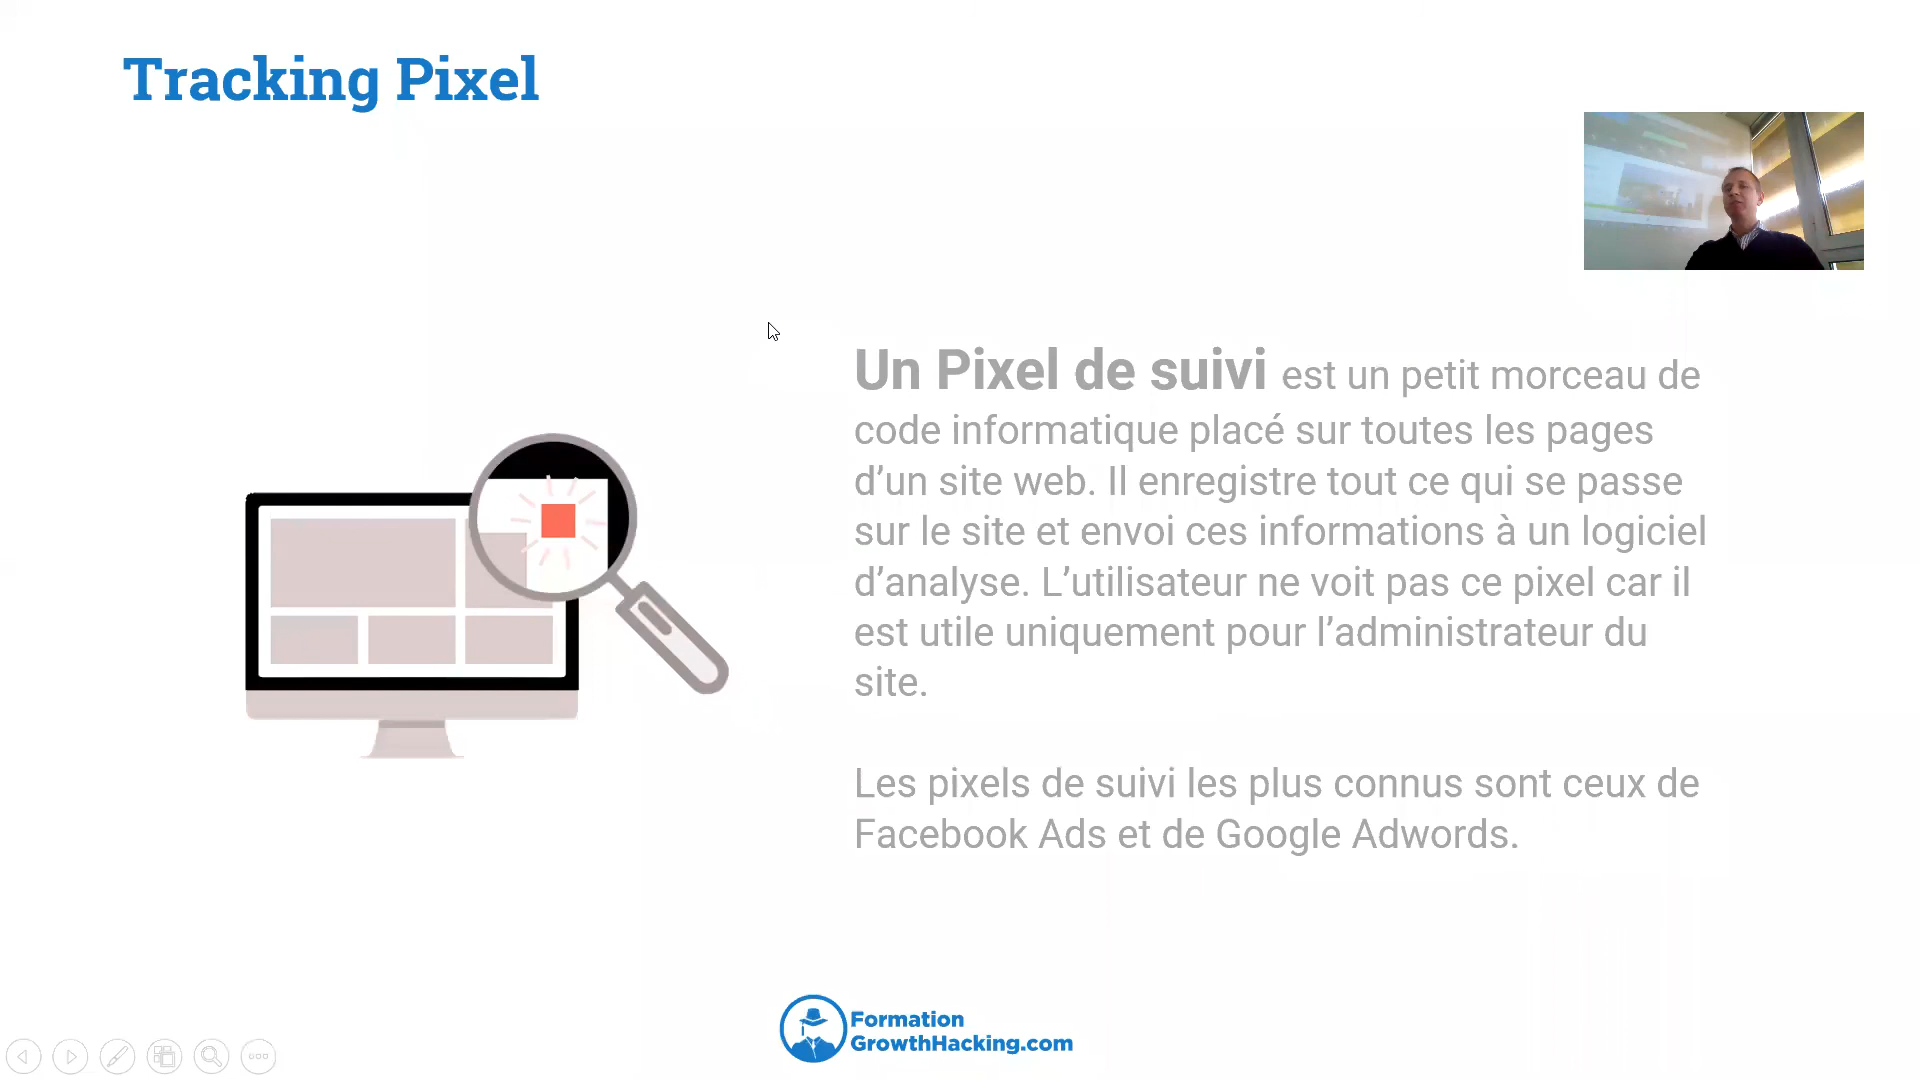 Tracking Pixel
Un Pixel de suivi est un petit morceau de
code informatique placé sur toutes les pages
d’un site web. Il enregistre tout ce qui se passe
sur le site et envoi ces informations à un logiciel
d’analyse. L’utilisateur ne voit pas ce pixel car il
est utile uniquement pour l’administrateur du
site.
Les pixels de suivi les plus connus sont ceux de
Facebook Ads et de Google Adwords.
Formation
GrowthHacking.com